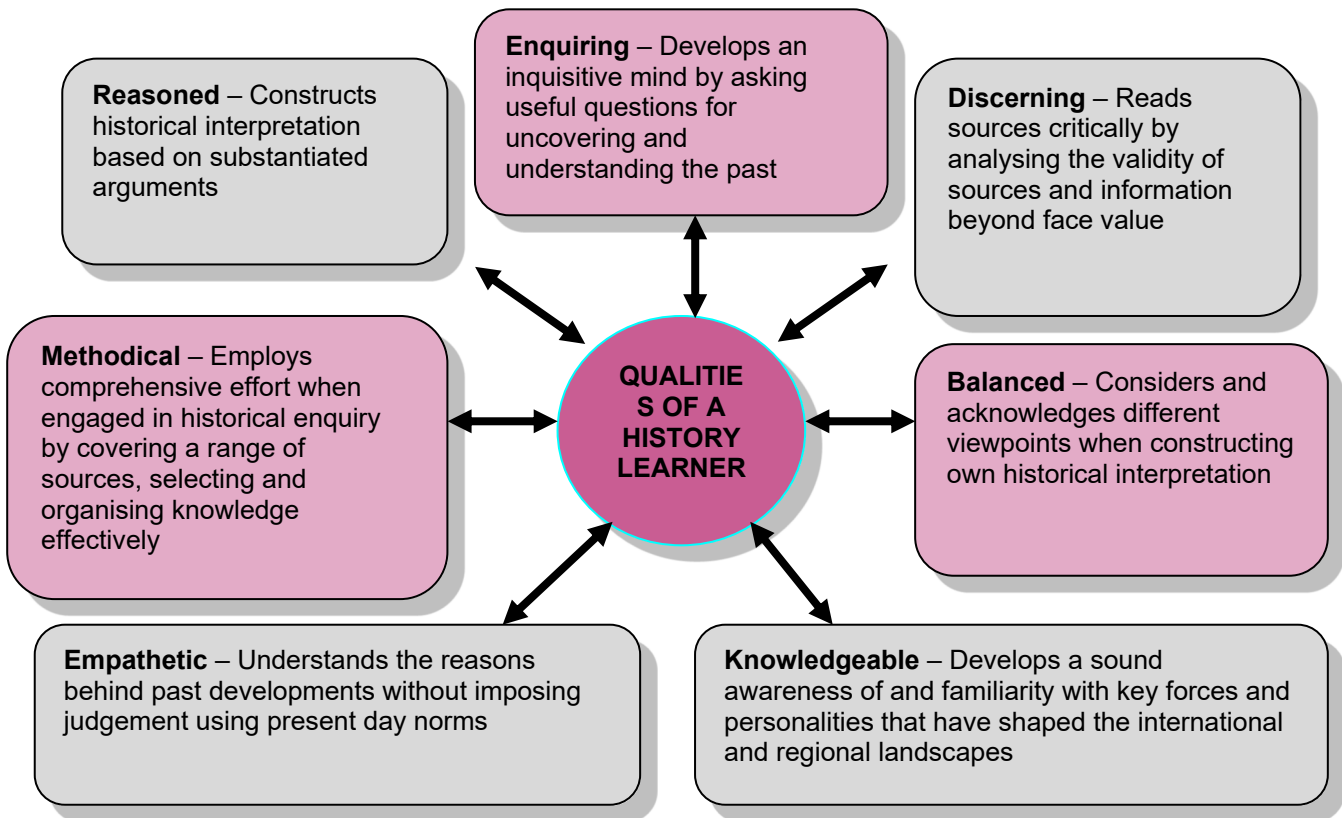 Enquiring – Develops an
inquisitive mind by asking
useful questions for
uncovering and
understanding the past
Reasoned – Constructs
historical interpretation
based on substantiated
arguments
Discerning – Reads
sources critically by
analysing the validity of
sources and information
beyond face value
Methodical – Employs
comprehensive effort when
engaged in historical enquiry
by covering a range of
sources, selecting and
organising knowledge
effectively
QUALITIE
S OF A
HISTORY
LEARNER
Balanced – Considers and
acknowledges different
viewpoints when constructing
own historical interpretation
Empathetic – Understands the reasons
behind past developments without imposing
judgement using present day norms
Knowledgeable – Develops a sound
awareness of and familiarity with key forces and
personalities that have shaped the international
and regional landscapes